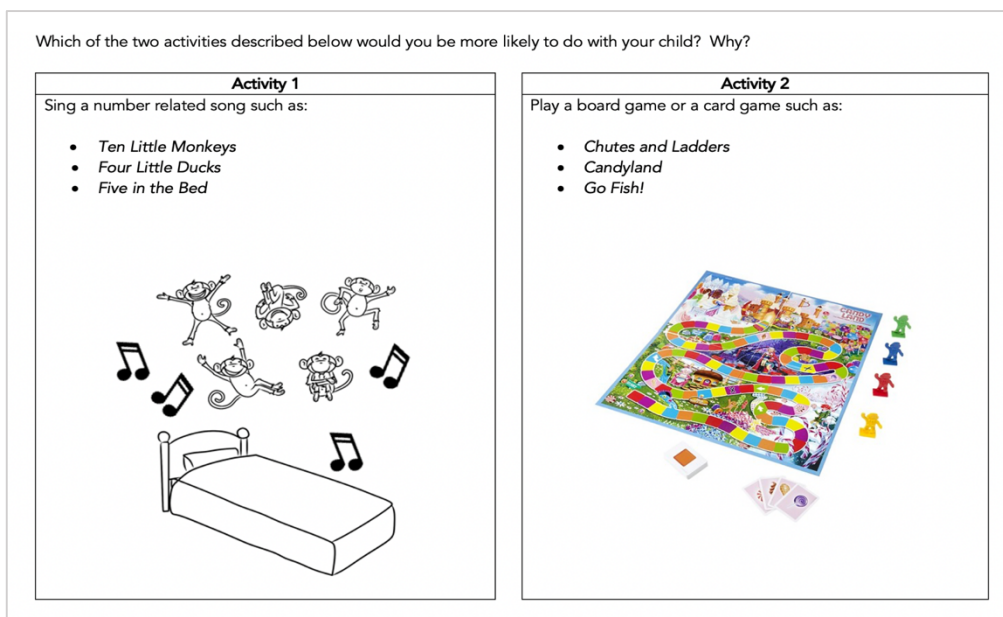 Which of the two activities described below would you be more likely to do with your child?  Why?
Activity 1
Sing a number related song such as:
• Ten Little Monkeys
• Four Little Ducks
• Five in the Bed
Activity 2
Play a board game or a card game such as:
• Chutes and Ladders
• Candyland
• Go Fish!
CANDY
LAND